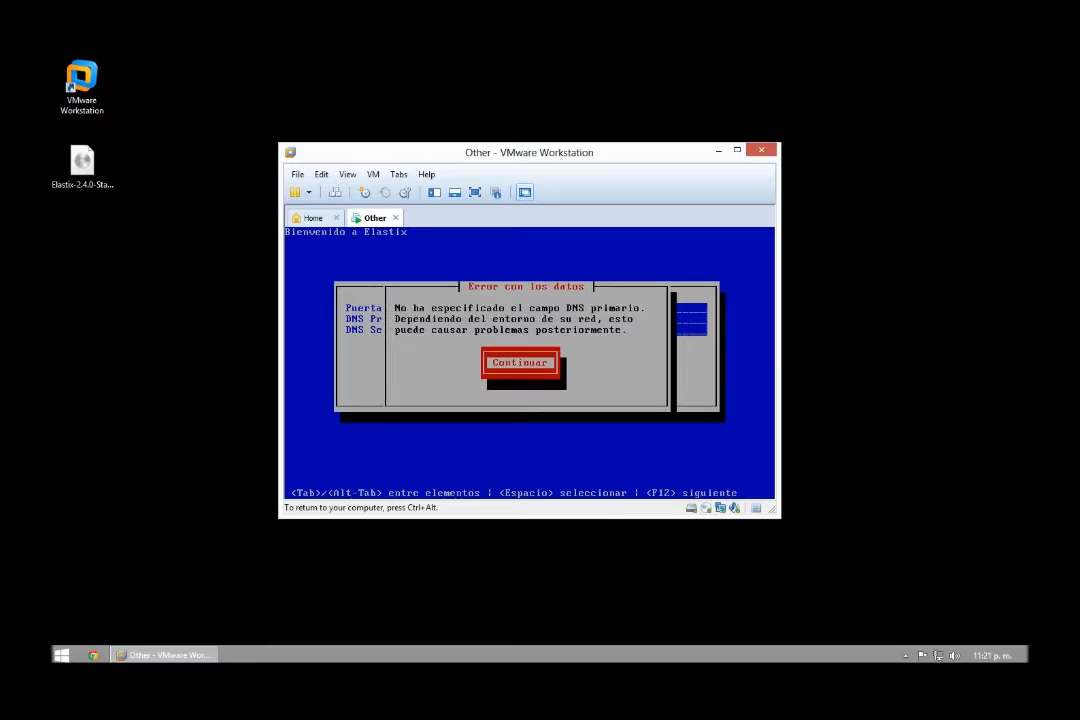 VMware
Workstation
Elastix-2.4.0-Sta...
Other - VMware Workstation
File Edit View VM Tabs Help
Home
Other
Bienvenido a Elastix
Error con los datos
Puerta
DNS Pr
DNS Se
No ha especificado el campo DNS primario.
Dependiendo del entorno de su red, esto
puede causar problemas posteriormente.
Continuar
<Tab>/<Alt-Tab> entre elementos | <Espacio> seleccionar | <F12> siguiente
To return to your computer, press Ctrl+Alt.
Other - VMware Wor...
11:21 p. m.